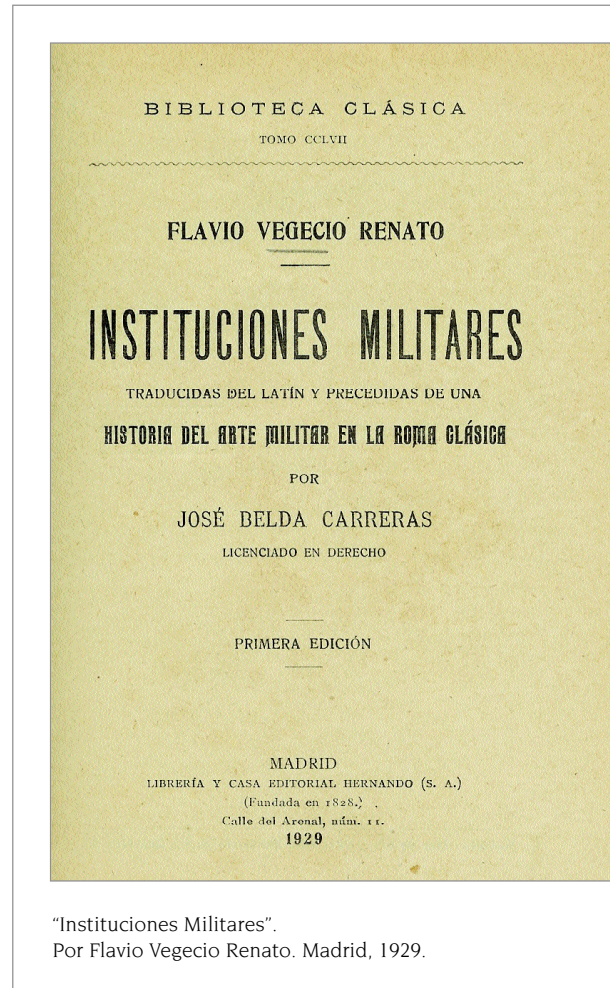 BIBLIOTECA CLÁSICA
TOMO CCLVII
FLAVIO VEGECIO RENATO
INSTITUCIONES MILITARES
TRADUCIDAS DEL LATÍN Y PRECEDIDAS DE UNA
HISTORIA DEL ARTE MILITAR EN LA ROMA CLÁSICA
POR
JOSÉ BELDA CARRERAS
LICENCIADO EN DERECHO
PRIMERA EDICIÓN
MADRID
LIBRERÍA Y CASA EDITORIAL HERNANDO (S. A.)
(Fundada en 1828.)
Calle del Arenal, núm. 11.
1929
“Instituciones Militares”.
Por Flavio Vegecio Renato. Madrid, 1929.